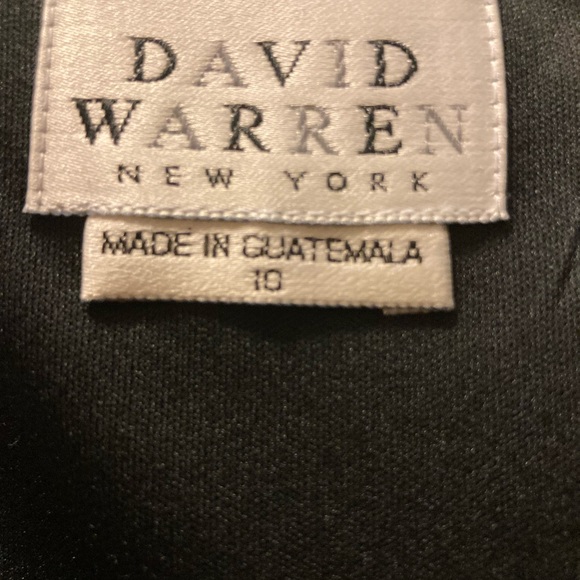 DAVID
WARREN
NEW YORK
MADE IN GUATEMALA
10